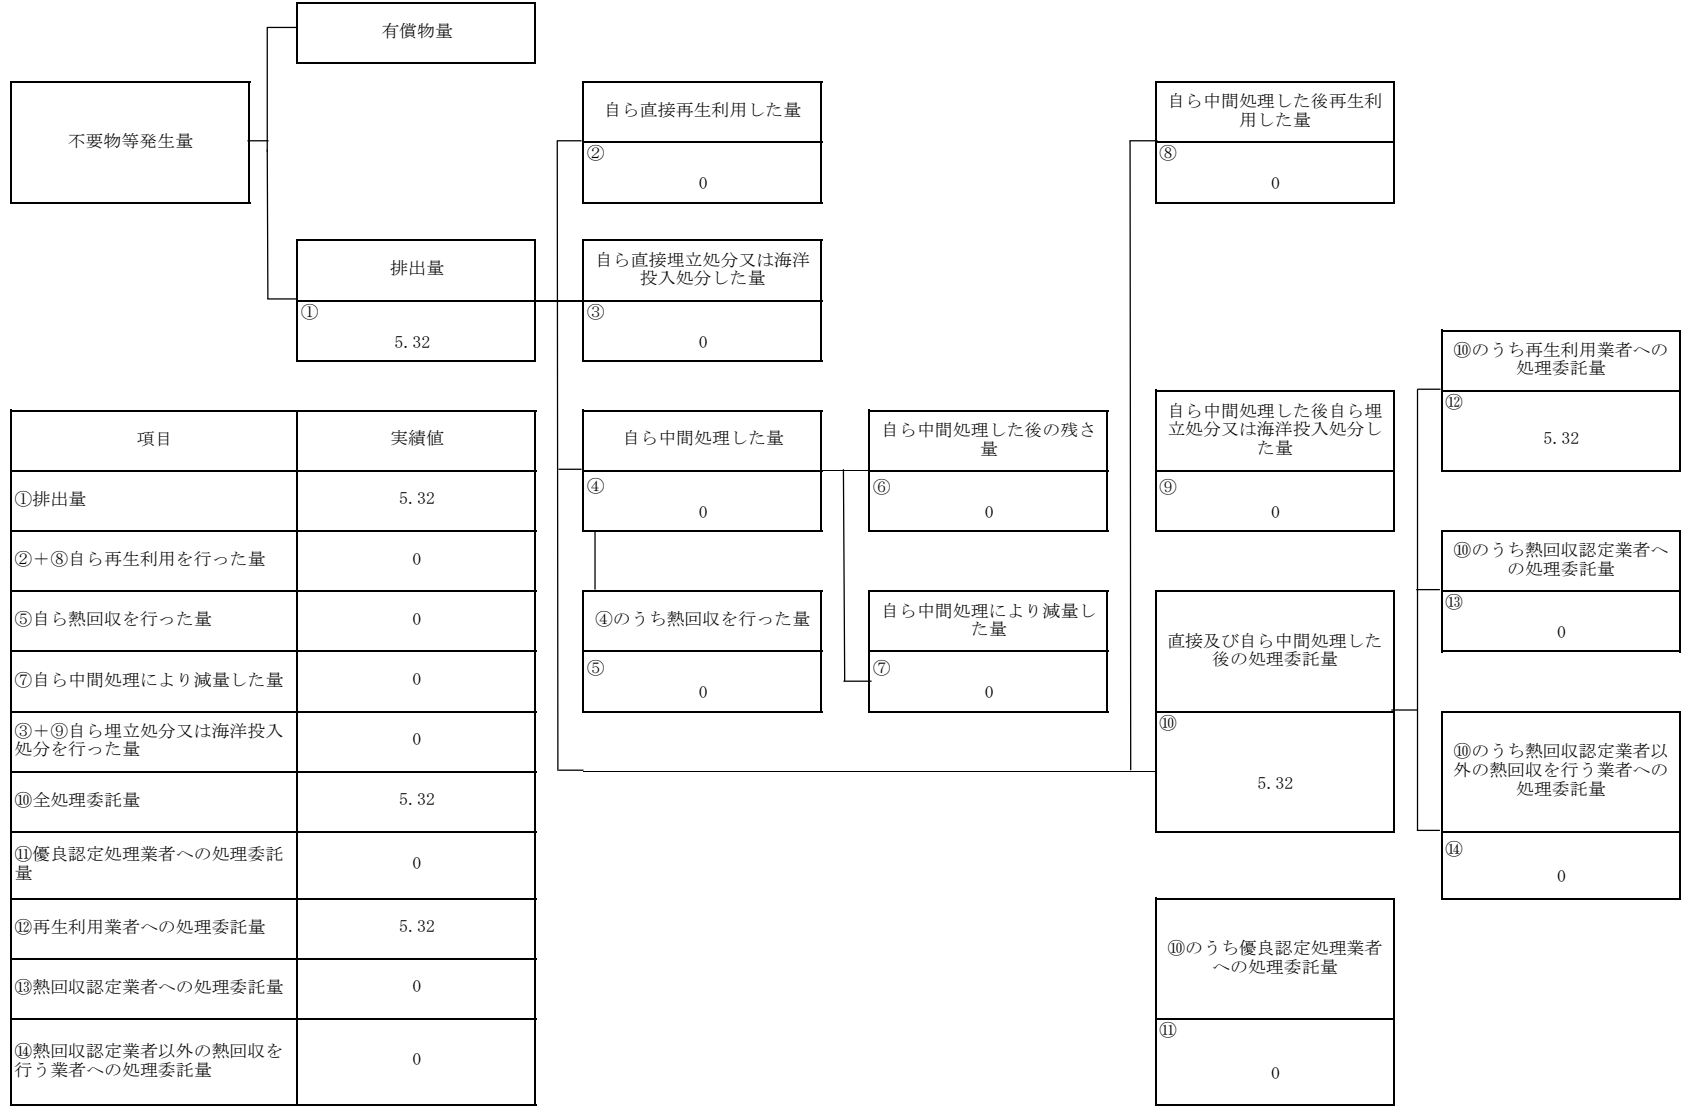 有償物量
不要物等発生量
自ら直接再生利用した量
②
0
自ら中間処理した後再生利
用した量
⑧
0
排出量
①
5.32
自ら直接埋立処分又は海洋
投入処分した量
③
0
自ら中間処理した量
④
0
自ら中間処理した後の残さ
量
⑥
0
自ら中間処理した後自ら埋
立処分又は海洋投入処分し
た量
⑨
0
⑩のうち再生利用業者への
処理委託量
⑫
5.32
④のうち熱回収を行った量
⑤
0
自ら中間処理により減量し
た量
⑦
0
直接及び自ら中間処理した
後の処理委託量
⑩
5.32
⑩のうち熱回収認定業者へ
の処理委託量
⑬
0
⑩のうち熱回収認定業者以
外の熱回収を行う業者への
処理委託量
⑭
0
⑩のうち優良認定処理業者
への処理委託量
⑪
0
項目 実績値
①排出量 5.32
②+⑧自ら再生利用を行った量 0
⑤自ら熱回収を行った量 0
⑦自ら中間処理により減量した量 0
③+⑨自ら埋立処分又は海洋投入
処分を行った量 0
⑩全処理委託量 5.32
⑪優良認定処理業者への処理委託
量 0
⑫再生利用業者への処理委託量 5.32
⑬熱回収認定業者への処理委託量 0
⑭熱回収認定業者以外の熱回収を
行う業者への処理委託量 0